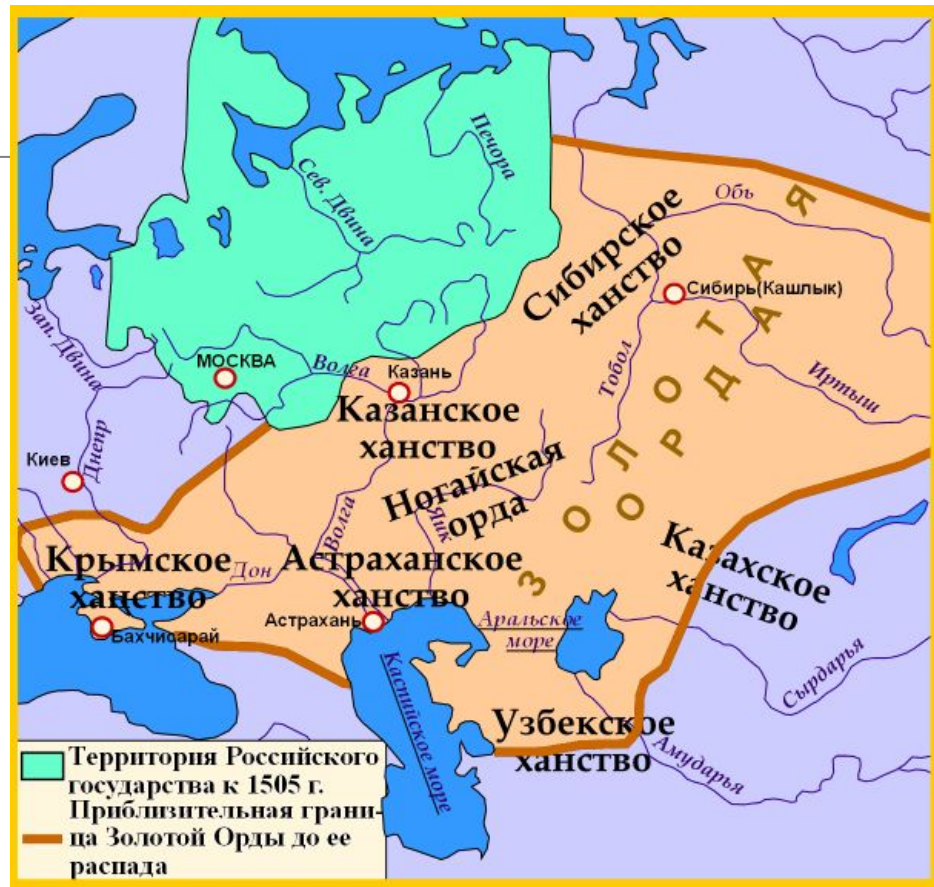 Печора
Сев. Двина
Обь
Сибирское
ханство
Сибирь(Кашлык)
Зап. Двина
МОСКВА
Волга
Казань
Тобол
Иртыш
ЗОЛОТАЯ
ОРДА
Казанское
ханство
Киев
Днепр
Ногайская
орда
Волга
Яик
Казахское
ханство
Крымское
ханство
Дон
Астраханское
ханство
Бахчисарай
Астрахань
Аральское
море
Каспийское море
Сырдарья
Узбекское
ханство
Амударья
Территория Российского
государства к 1505 г.
Приблизительная грани-
ца Золотой Орды до ее
распада